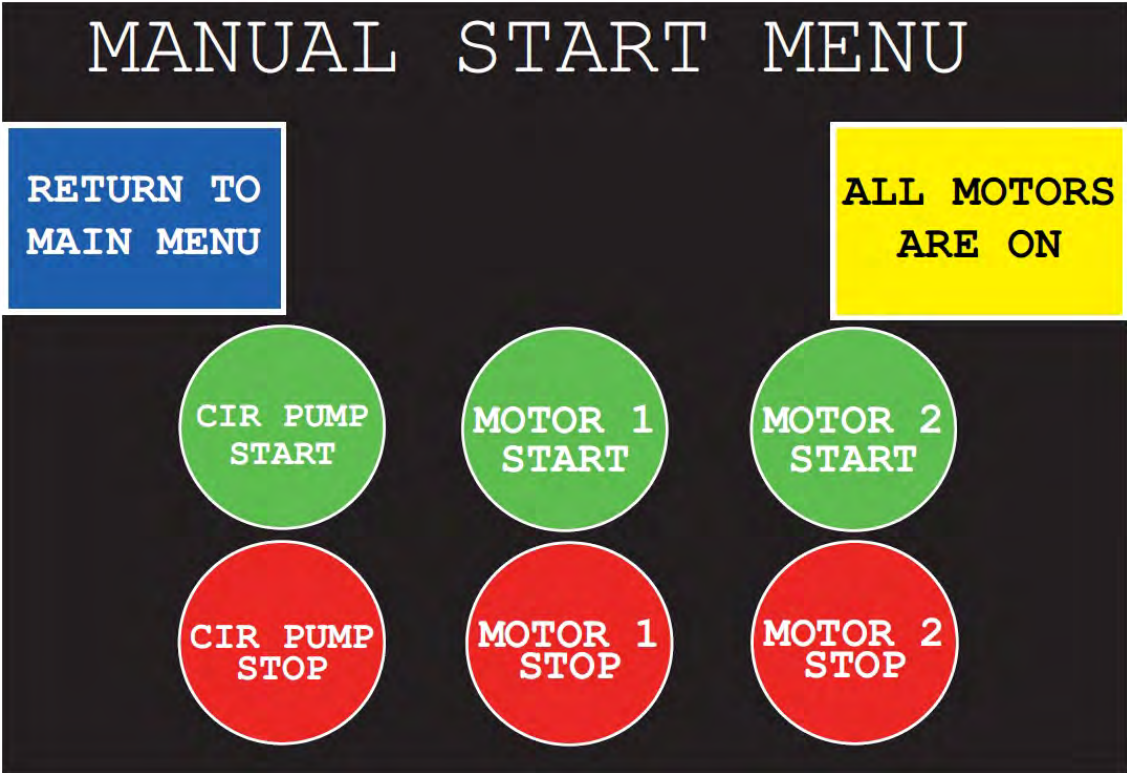 MANUAL START MENU
RETURN TO
MAIN MENU
ALL MOTORS
ARE ON
CIR PUMP
START
MOTOR 1
START
MOTOR 2
START
CIR PUMP
STOP
MOTOR 1
STOP
MOTOR 2
STOP